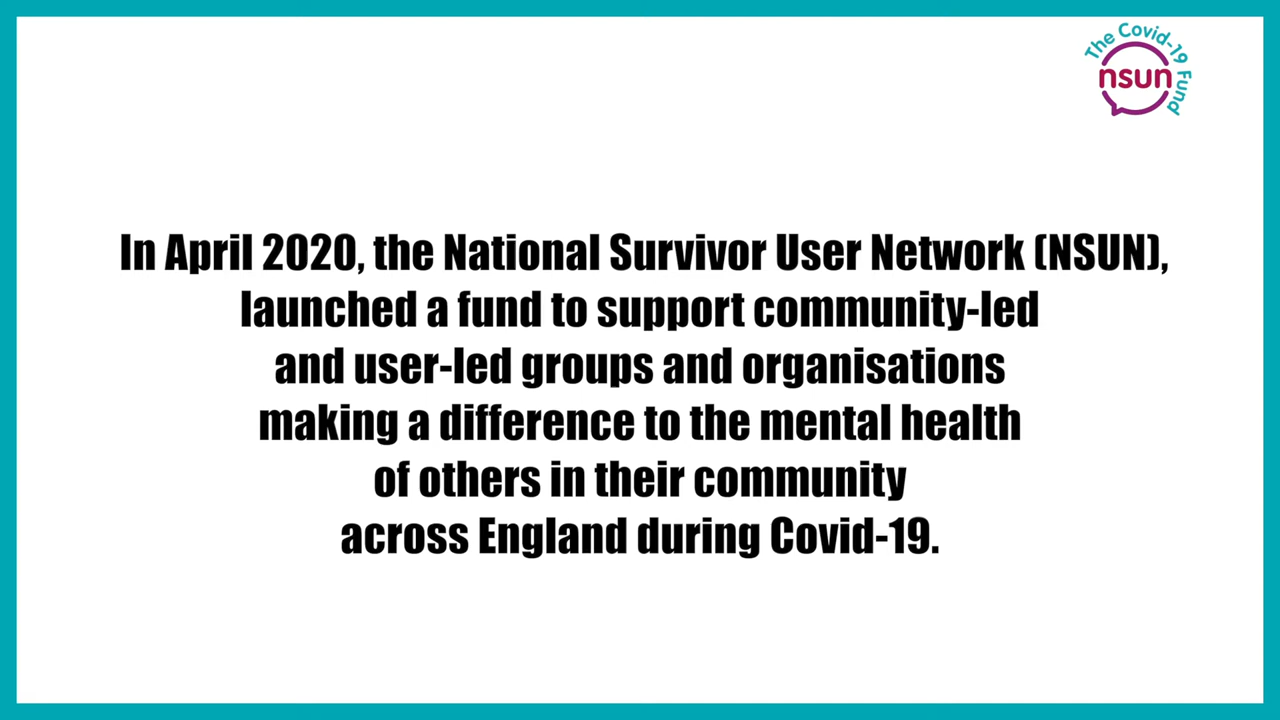 The Covid-19 Fund
nsun
In April 2020, the National Survivor User Network (NSUN),
launched a fund to support community-led
and user-led groups and organisations
making a difference to the mental health
of others in their community
across England during Covid-19.